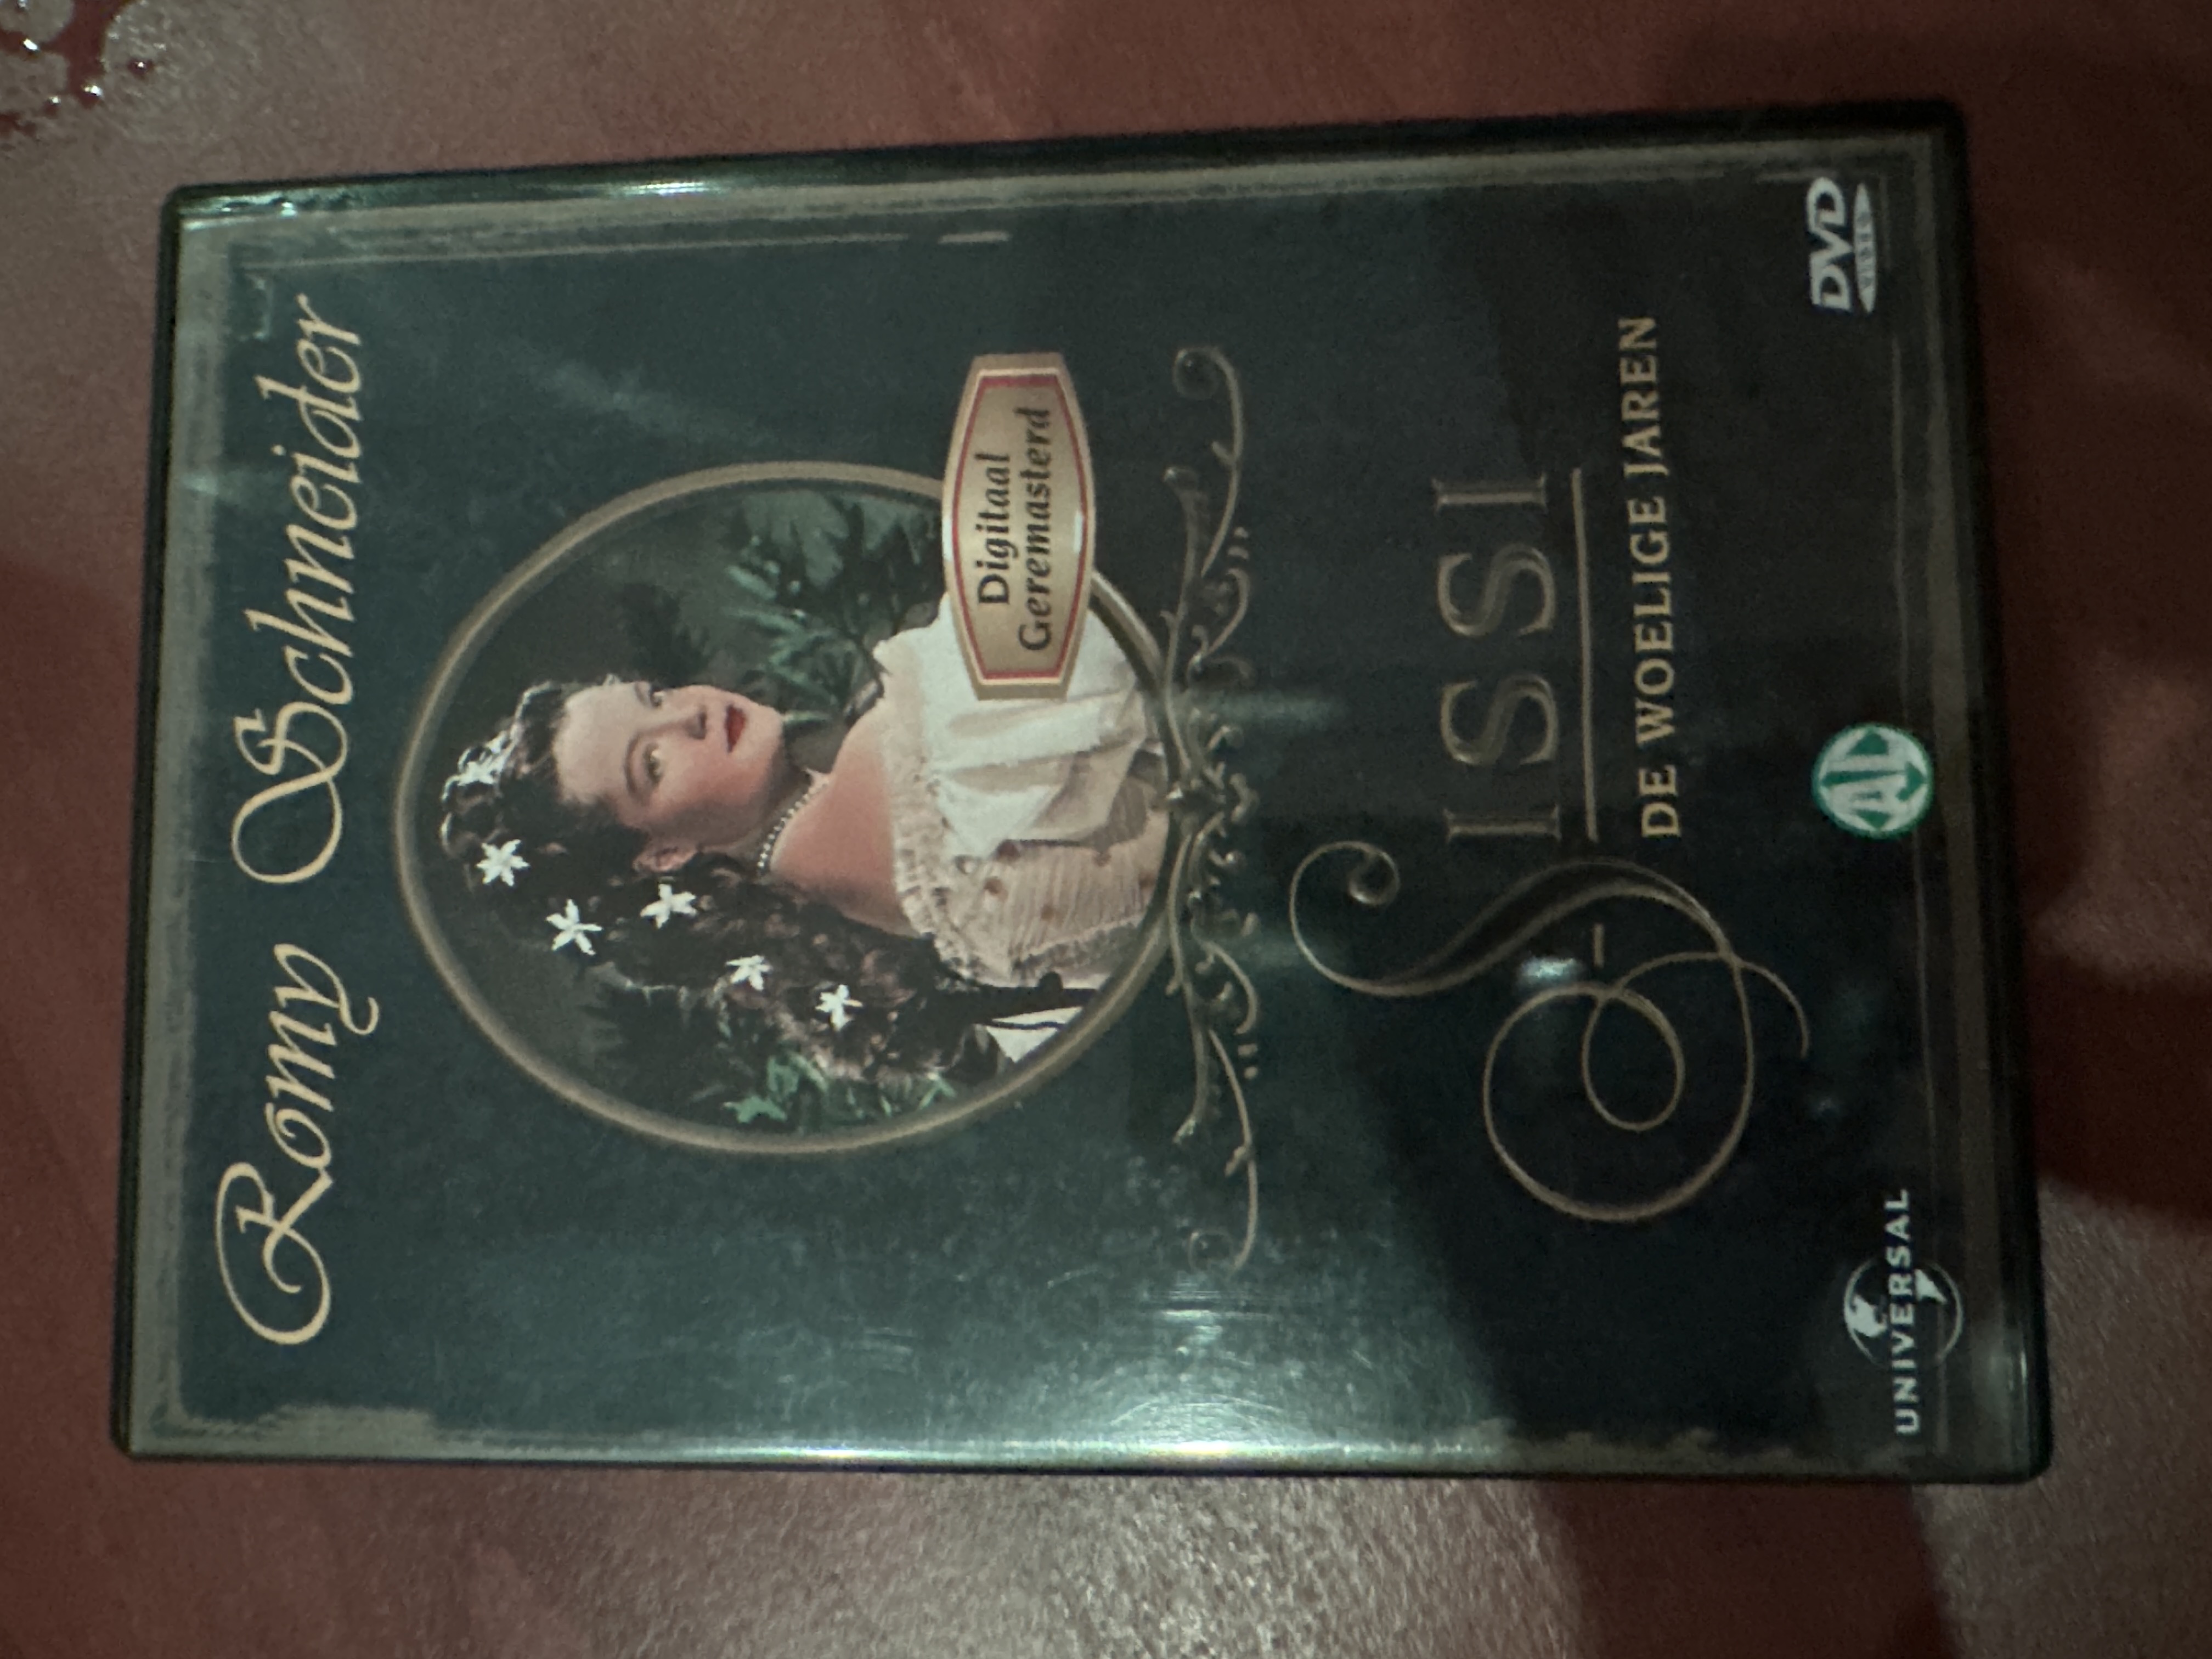 Romy Schneider
Digitaal
Geremasterd
SISSI
DE WOELIGE JAREN
UNIVERSAL
AL
DVD
VIDEO